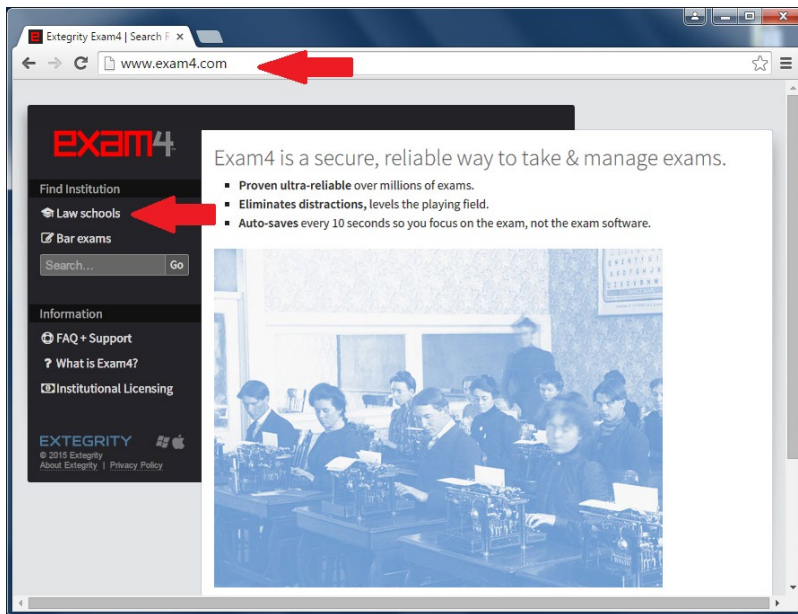 Extegrity Exam4 | Search F
www.exam4.com
exam4
Find Institution
Law schools
Bar exams
Search...
Go
Information
FAQ + Support
? What is Exam4?
Institutional Licensing
EXTEGRITY
© 2015 Extegrity
About Extegrity | Privacy Policy
Exam4 is a secure, reliable way to take & manage exams.
Proven ultra-reliable over millions of exams.
Eliminates distractions, levels the playing field.
Auto-saves every 10 seconds so you focus on the exam, not the exam software.